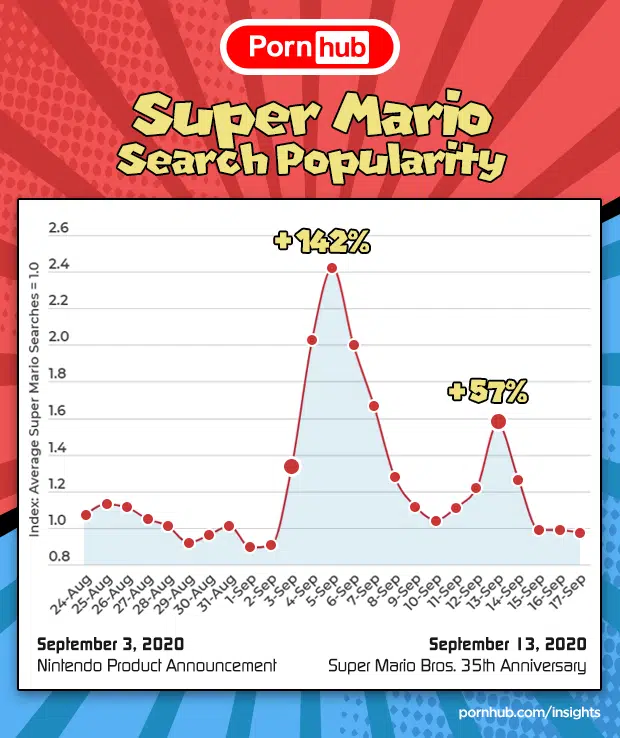 Porn hub
Super Mario
Search Popularity
Index: Average Super Mario Searches = 1.0
2.6
2.4
2.2
2.0
1.8
1.6
1.4
1.2
1.0
0.8
+142%
+57%
24-Aug
25-Aug
26-Aug
27-Aug
28-Aug
29-Aug
30-Aug
31-Aug
1-Sep
2-Sep
3-Sep
4-Sep
5-Sep
6-Sep
7-Sep
8-Sep
9-Sep
10-Sep
11-Sep
12-Sep
13-Sep
14-Sep
15-Sep
16-Sep
17-Sep
September 3, 2020
Nintendo Product Announcement
September 13, 2020
Super Mario Bros. 35th Anniversary
pornhub.com/insights